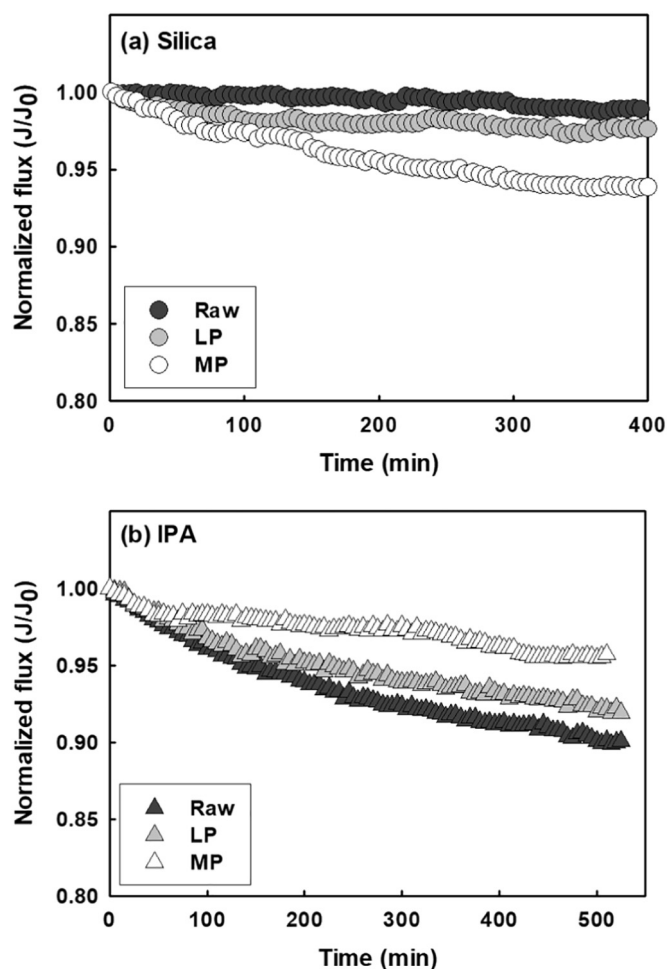 (a) Silica
Normalized flux (J/J0)
1.00
0.95
0.90
0.85
0.80
Raw
LP
MP
0 100 200 300 400
Time (min)
(b) IPA
Normalized flux (J/J0)
1.00
0.95
0.90
0.85
0.80
Raw
LP
MP
0 100 200 300 400 500
Time (min)